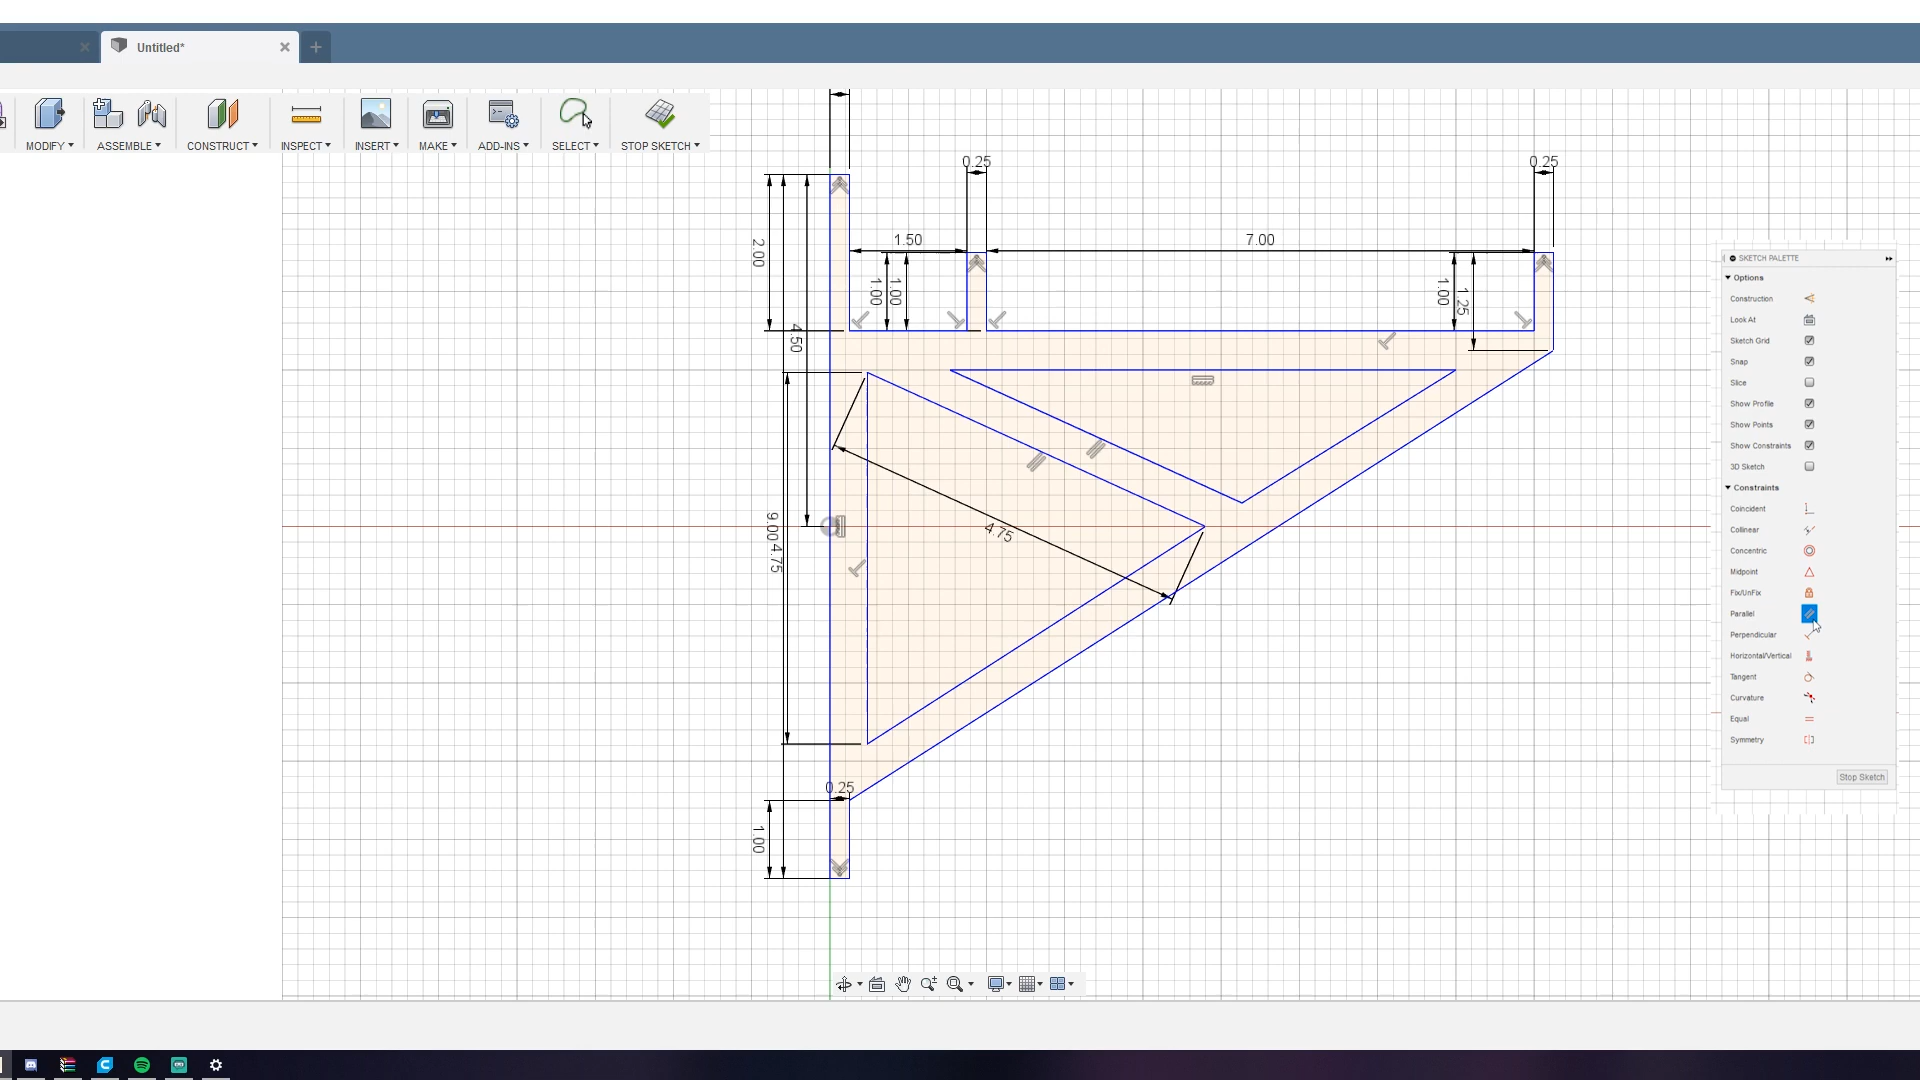 Untitled*
MODIFY
ASSEMBLE
CONSTRUCT
INSPECT
INSERT
MAKE
ADD-INS
SELECT
STOP SKETCH
0.25
0.25
2.00
1.50
7.00
1.00
1.00
1.00
1.25
4.50
4.75
9.00
4.75
0.25
1.00
SKETCH PALETTE
Options
Construction
Look At
Sketch Grid
Snap
Slice
Show Profile
Show Points
Show Constraints
3D Sketch
Constraints
Coincident
Collinear
Concentric
Midpoint
Fix/UnFix
Parallel
Perpendicular
Horizontal/Vertical
Tangent
Curvature
Equal
Symmetry
Stop Sketch